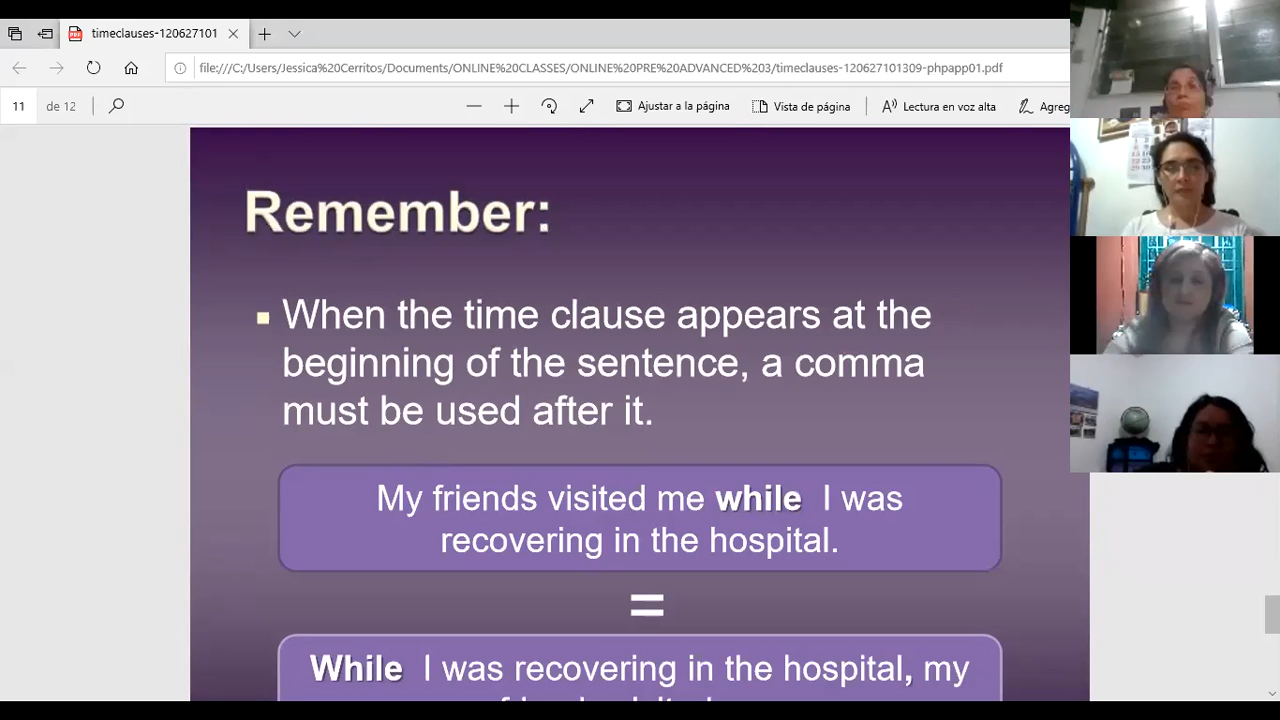 timeclauses-120627101
file:///C:/Users/Jessica%20Cerritos/Documents/ONLINE%20CLASSES/ONLINE%20PRE%20ADVANCED%203/timeclauses-120627101309-phpapp01.pdf
11 de 12 Ajustar a la página Vista de página Lectura en voz alta Agreg
Remember:
When the time clause appears at the
beginning of the sentence, a comma
must be used after it.
My friends visited me while I was
recovering in the hospital.
=
While I was recovering in the hospital, my